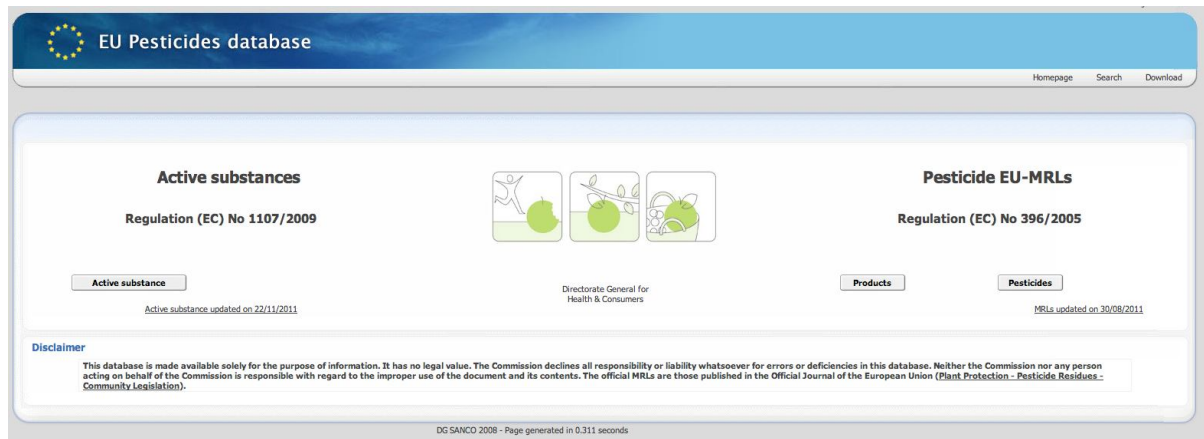 EU Pesticides database
Homepage Search Download
Active substances
Regulation (EC) No 1107/2009
Active substance
Active substance updated on 22/11/2011
Directorate General for
Health & Consumers
Pesticide EU-MRLs
Regulation (EC) No 396/2005
Products Pesticides
MRLs updated on 30/08/2011
Disclaimer
This database is made available solely for the purpose of information. It has no legal value. The Commission declines all responsibility or liability whatsoever for errors or deficiencies in this database. Neither the Commission nor any person
acting on behalf of the Commission is responsible with regard to the improper use of the document and its contents. The official MRLs are those published in the Official Journal of the European Union (Plant Protection - Pesticide Residues -
Community Legislation).
DG SANCO 2008 - Page generated in 0.311 seconds